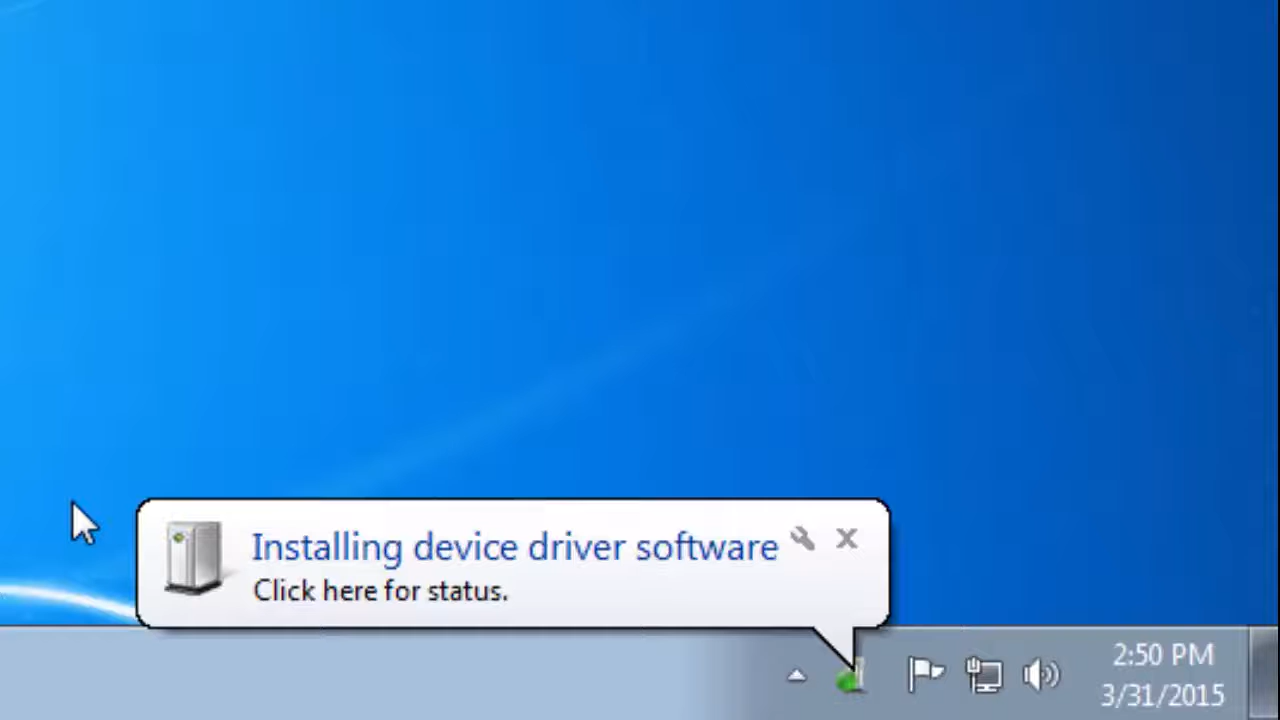 Installing device driver software
Click here for status.
2:50 PM
3/31/2015